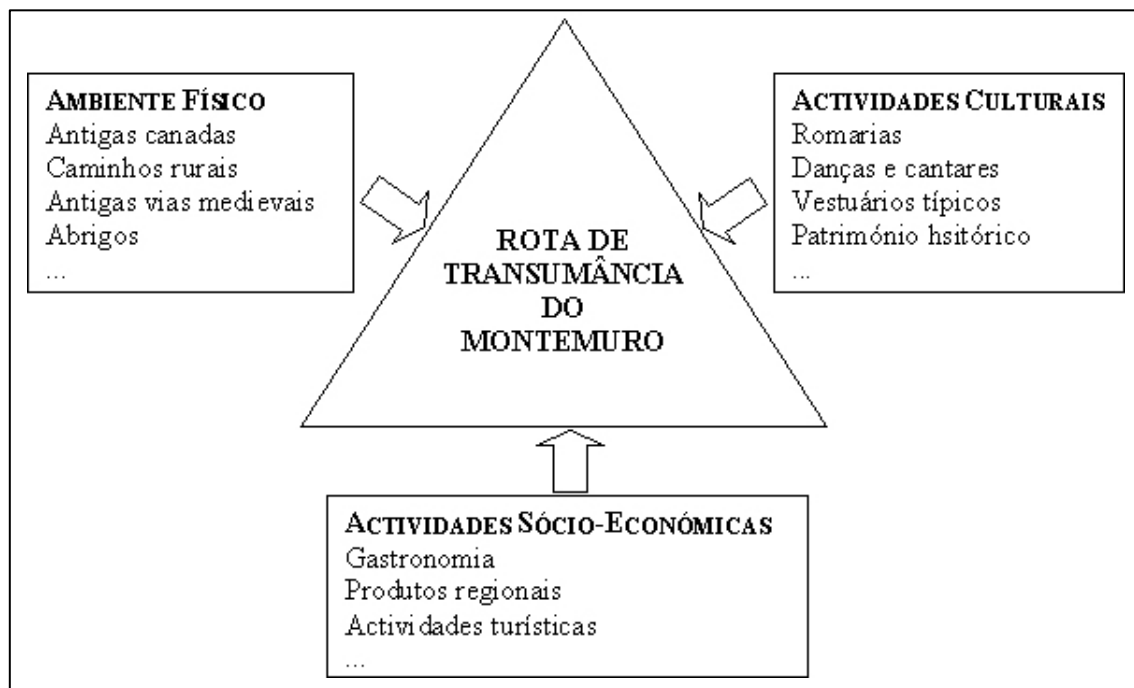 AMBIENTE FÍSICO
Antigas canadas
Caminhos rurais
Antigas vias medievais
Abrigos
...
ACTIVIDADES CULTURAIS
Romarias
Danças e cantares
Vestuários típicos
Património hsitórico
...
ROTA DE
TRANSUMÂNCIA
DO
MONTEMURO
ACTIVIDADES SÓCIO-ECONÓMICAS
Gastronomia
Produtos regionais
Actividades turísticas
...